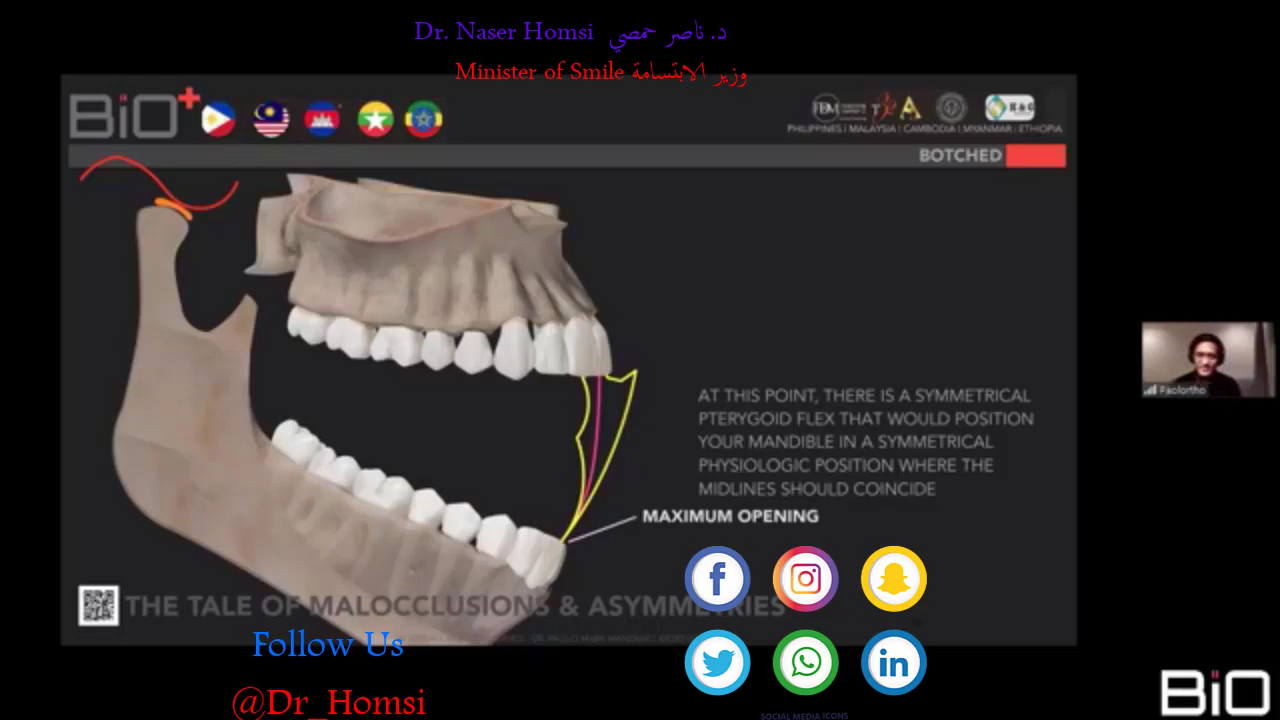 Dr. Naser Homsi د. ناصر حمصي
Minister of Smile وزير الابتسامة
BiO+
PHILIPPINES | MALAYSIA | CAMBODIA | MYANMAR | ETHIOPIA
BOTCHED
AT THIS POINT, THERE IS A SYMMETRICAL
PTERYGOID FLEX THAT WOULD POSITION
YOUR MANDIBLE IN A SYMMETRICAL
PHYSIOLOGIC POSITION WHERE THE
MIDLINES SHOULD COINCIDE
MAXIMUM OPENING
Paolortho
THE TALE OF MALOCCLUSIONS & ASYMMETRIES
Follow Us
@Dr_Homsi
SOCIAL MEDIA ICONS
BiO